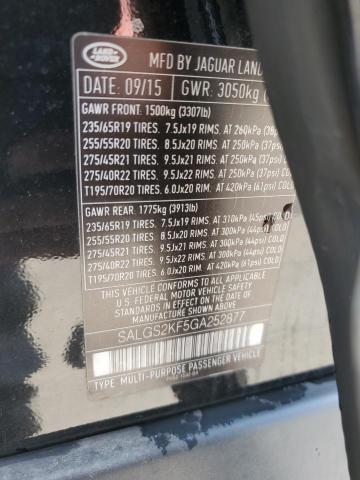 LAND ROVER
MFD BY JAGUAR LAND
DATE: 09/15 GWR: 3050kg
GAWR FRONT: 1500kg (3307lb)
235/65R19 TIRES. 7.5Jx19 RIMS. AT 260kPa (38p
255/55R20 TIRES. 8.5Jx20 RIMS. AT 250kPa (37psi
275/45R21 TIRES. 9.5Jx21 RIMS. AT 250kPa (37psi)
275/40R22 TIRES. 9.5Jx22 RIMS. AT 250kPa (37psi) C
T195/70R20 TIRES. 6.0Jx20 RIMS. AT 420kPa (61psi) COLD
GAWR REAR: 1775kg (3913lb)
235/65R19 TIRES. 7.5Jx19 RIMS. AT 310kPa (45psi) COLD
255/55R20 TIRES. 8.5Jx20 RIMS. AT 300kPa (44psi) COLD
275/45R21 TIRES. 9.5Jx21 RIMS. AT 300kPa (44psi) COLD
275/40R22 TIRES. 9.5Jx22 RIMS. AT 300kPa (44psi) COLD
T195/70R20 TIRES. 6.0Jx20 RIMS. AT 420kPa (61psi) COLD
THIS VEHICLE CONFORMS TO ALL APPLICABLE
U.S. FEDERAL MOTOR VEHICLE SAFETY
STANDARDS IN EFFECT ON THE DATE OF
MANUFACTURE SHOWN ABOVE
SALGS2KF5GA252877
TYPE: MULTI-PURPOSE PASSENGER VEHICLE